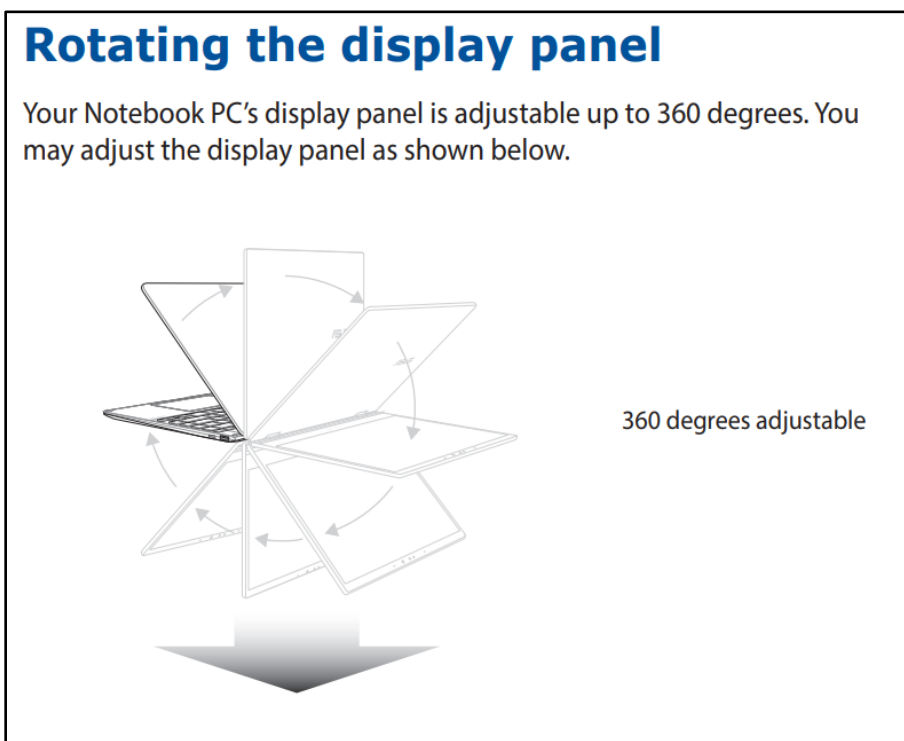 Rotating the display panel
Your Notebook PC’s display panel is adjustable up to 360 degrees. You
may adjust the display panel as shown below.
360 degrees adjustable